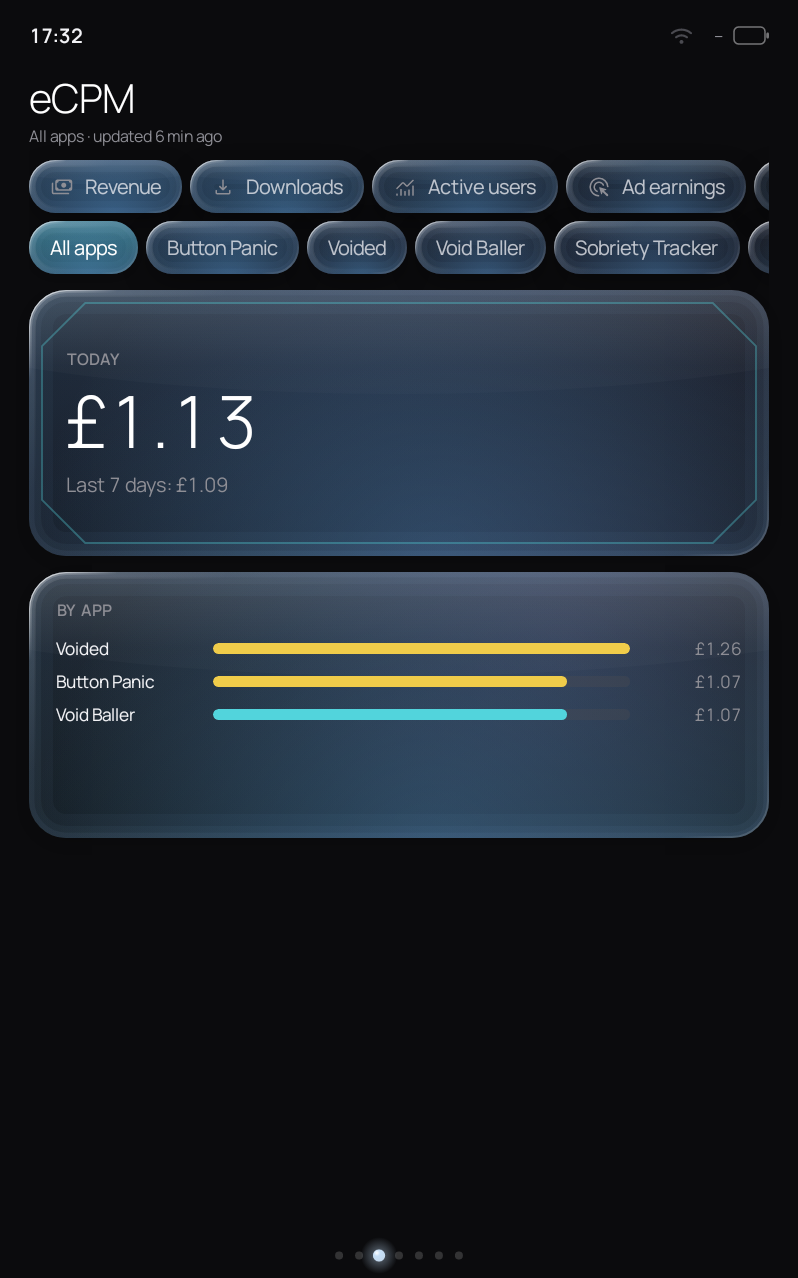 17:32
eCPM
All apps · updated 6 min ago
Revenue Downloads Active users Ad earnings
All apps Button Panic Voided Void Baller Sobriety Tracker
TODAY
£1.13
Last 7 days: £1.09
BY APP
Voided £1.26
Button Panic £1.07
Void Baller £1.07